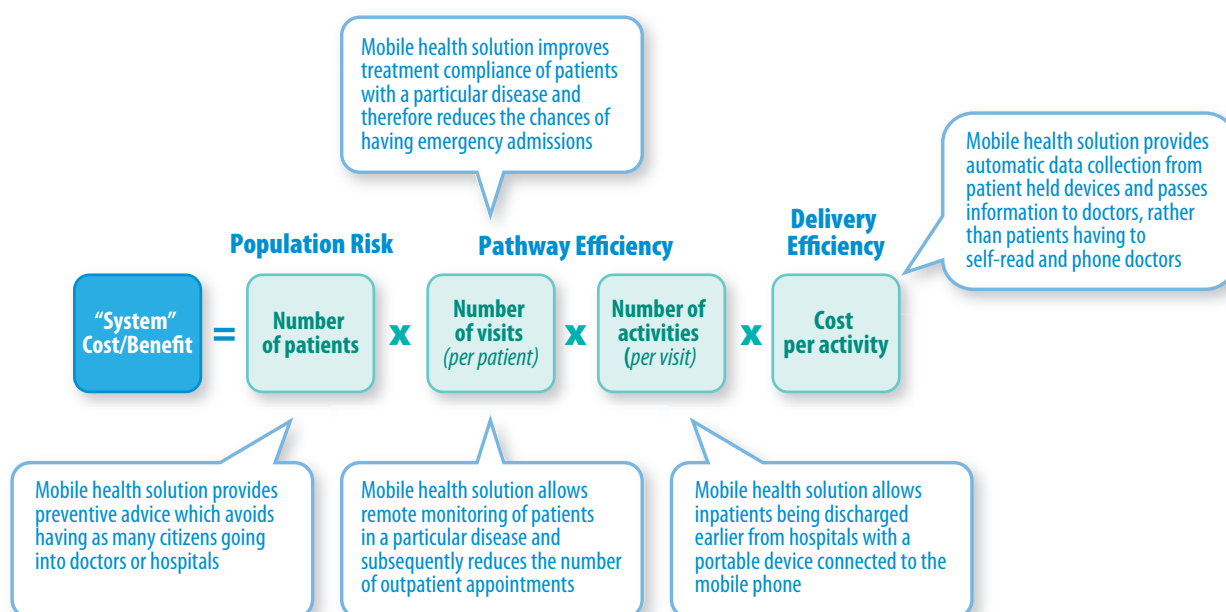 Mobile health solution improves
treatment compliance of patients
with a particular disease and
therefore reduces the chances of
having emergency admissions
Mobile health solution provides
automatic data collection from
patient held devices and passes
information to doctors, rather
than patients having to
self-read and phone doctors
Population Risk
Pathway Efficiency
Delivery
Efficiency
“System”
Cost/Benefit
=
Number
of patients
x
Number
of visits
(per patient)
x
Number of
activities
(per visit)
x
Cost
per activity
Mobile health solution provides
preventive advice which avoids
having as many citizens going
into doctors or hospitals
Mobile health solution allows
remote monitoring of patients
in a particular disease and
subsequently reduces the number
of outpatient appointments
Mobile health solution allows
inpatients being discharged
earlier from hospitals with a
portable device connected to the
mobile phone